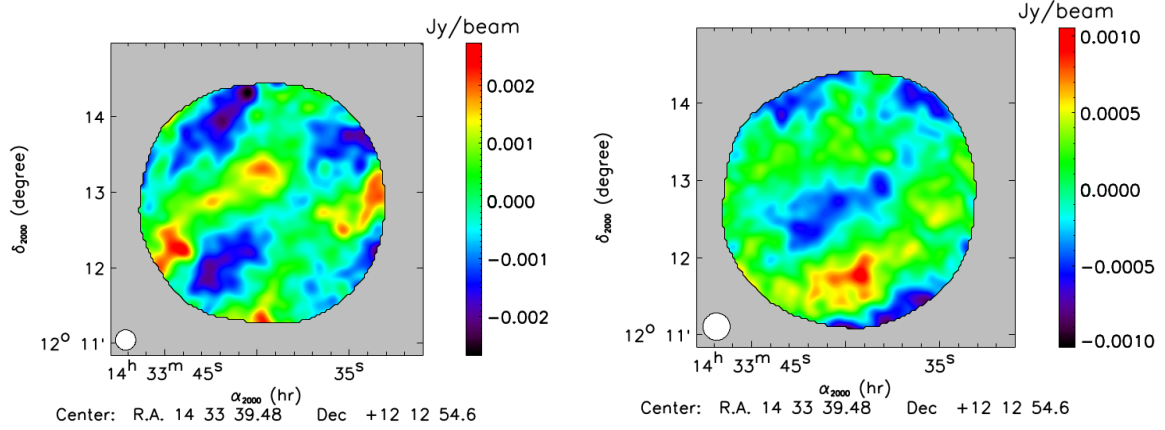 Jy/beam
0.002
0.001
0.000
−0.001
−0.002
14
13
12
12° 11'
δ2000 (degree)
14ʰ 33ᵐ 45ˢ
35ˢ
α2000 (hr)
Center: R.A. 14 33 39.48 Dec +12 12 54.6
Jy/beam
0.0010
0.0005
0.0000
−0.0005
−0.0010
14
13
12
12° 11'
δ2000 (degree)
14ʰ 33ᵐ 45ˢ
35ˢ
α2000 (hr)
Center: R.A. 14 33 39.48 Dec +12 12 54.6